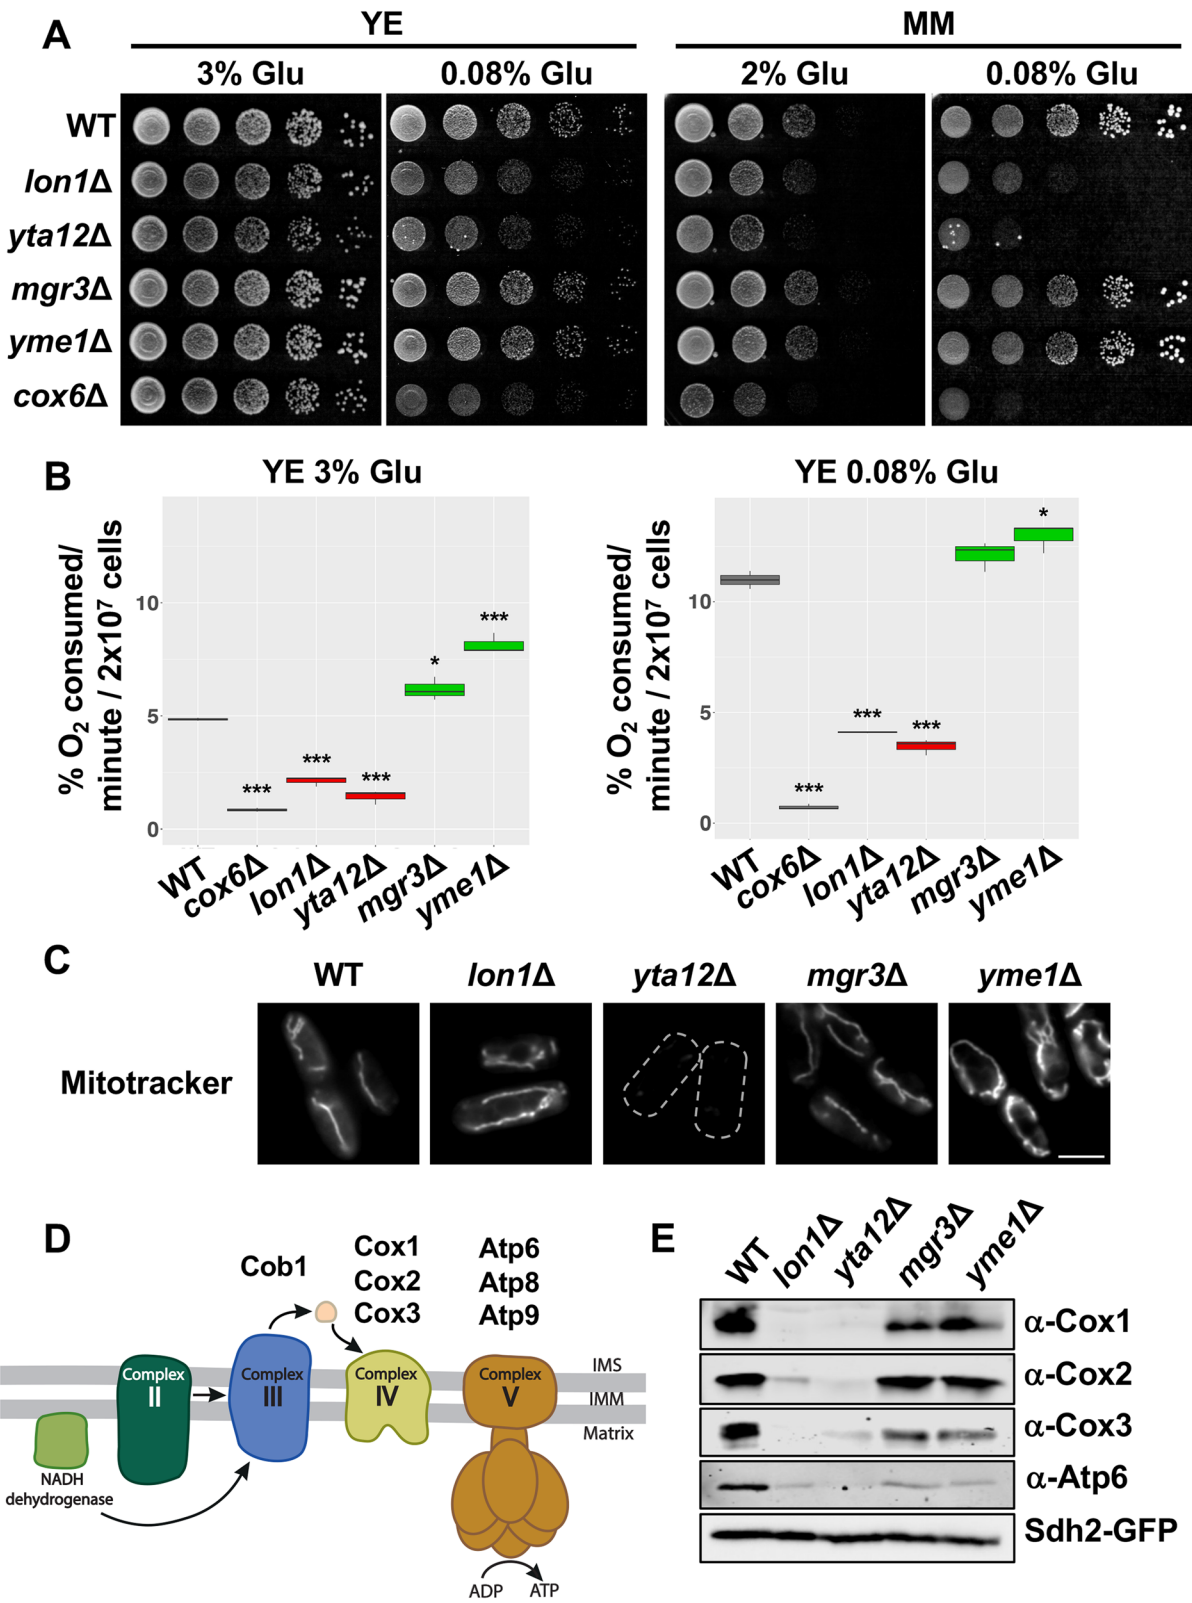 A
YE
MM
3% Glu
0.08% Glu
2% Glu
0.08% Glu
WT
lon1Δ
yta12Δ
mgr3Δ
yme1Δ
cox6Δ
B
YE 3% Glu
% O2 consumed/
minute / 2x10⁷ cells
10
5
0
***
***
***
*
***
WT
cox6Δ
lon1Δ
yta12Δ
mgr3Δ
yme1Δ
YE 0.08% Glu
% O2 consumed/
minute / 2x10⁷ cells
10
5
0
***
***
***
*
WT
cox6Δ
lon1Δ
yta12Δ
mgr3Δ
yme1Δ
C
WT
lon1Δ
yta12Δ
mgr3Δ
yme1Δ
Mitotracker
D
Cob1
Cox1
Cox2
Cox3
Atp6
Atp8
Atp9
Complex
II
Complex
III
Complex
IV
Complex
V
IMS
IMM
Matrix
NADH
dehydrogenase
ADP
ATP
E
WT
lon1Δ
yta12Δ
mgr3Δ
yme1Δ
α-Cox1
α-Cox2
α-Cox3
α-Atp6
Sdh2-GFP